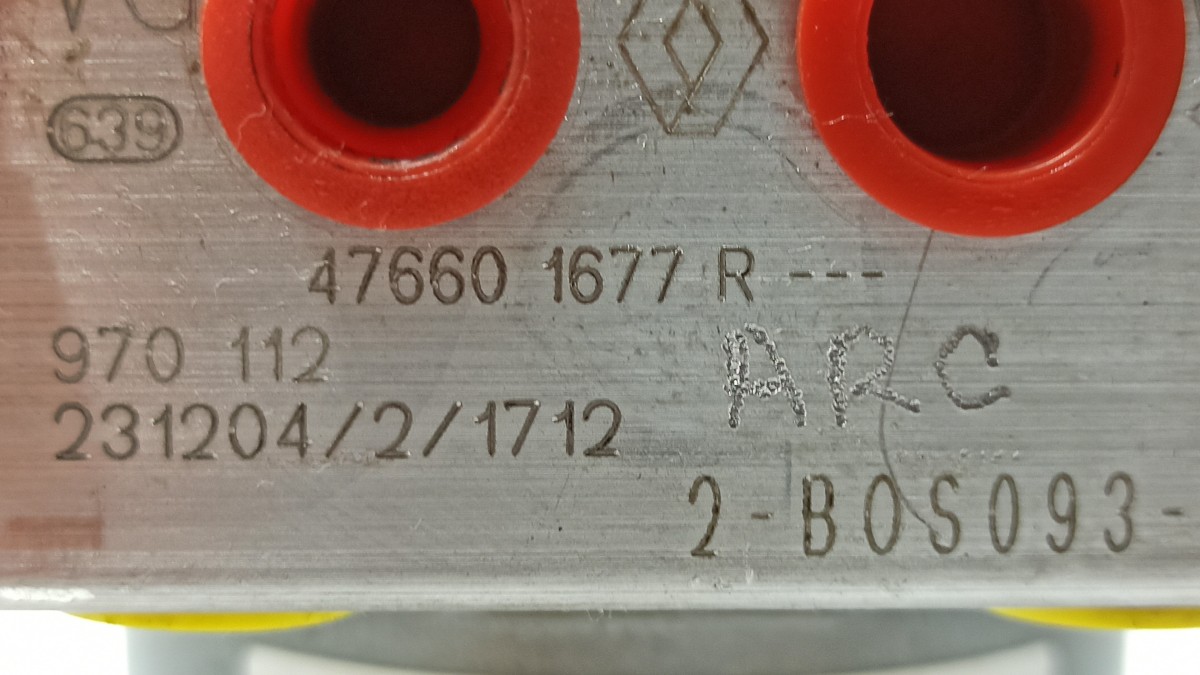 639
47660 1677 R ---
970 112
ARC
231204/2/1712
2-BOS093-